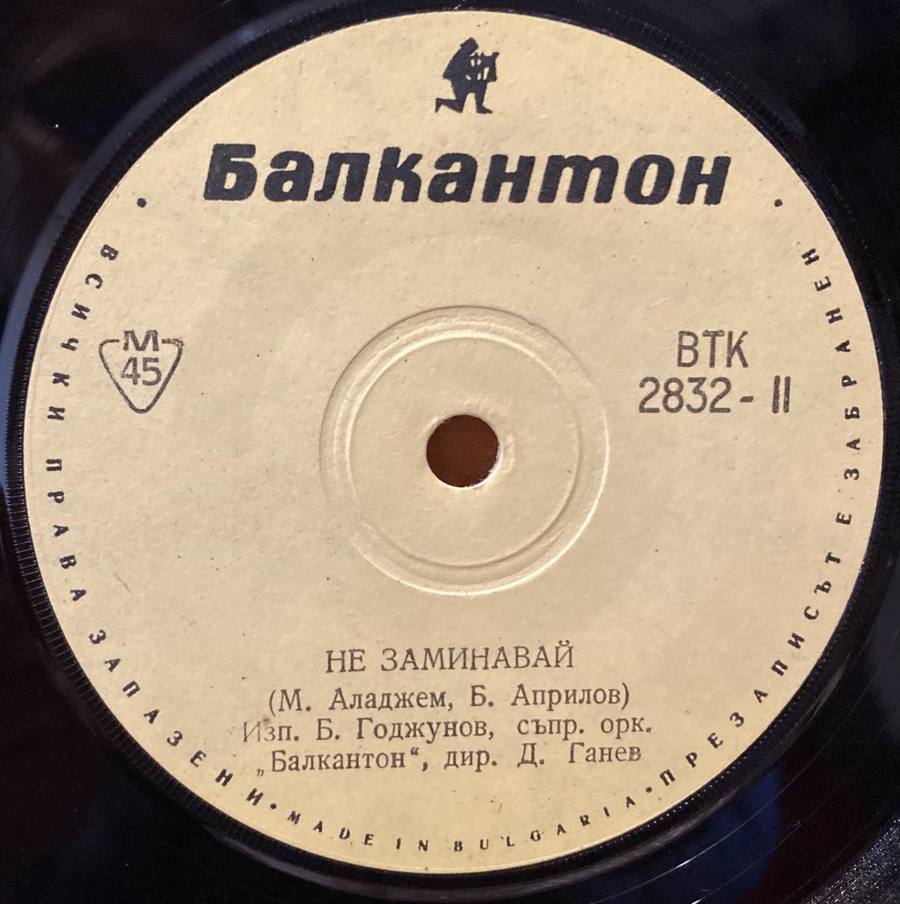 Балкантон
М
45
ВТК
2832-II
НЕ ЗАМИНАВАЙ
(М. Аладжем, Б. Априлов)
Изп. Б. Годжунов, съпр. орк.
„Балкантон“, дир. Д. Ганев
• ВСИЧКИ ПРАВА ЗАПАЗЕНИ • MADE IN BULGARIA • ПРЕЗАПИСЪТ Е ЗАБРАНЕН •